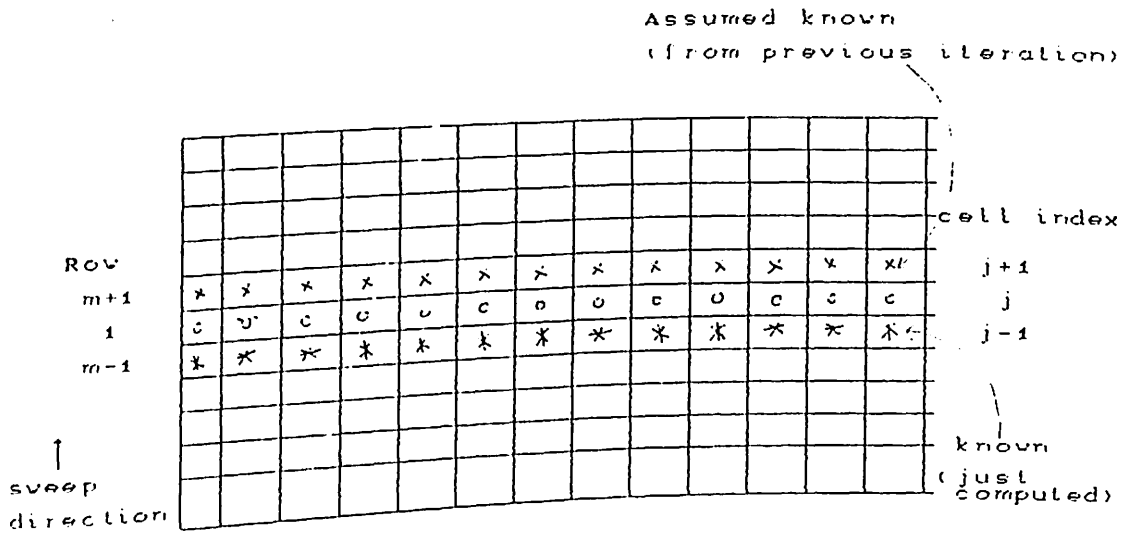 Assumed known
(from previous iteration)
cell index
Row
m+1
1
m-1
j+1
j
j-1
sweep
direction
known
(just
computed)